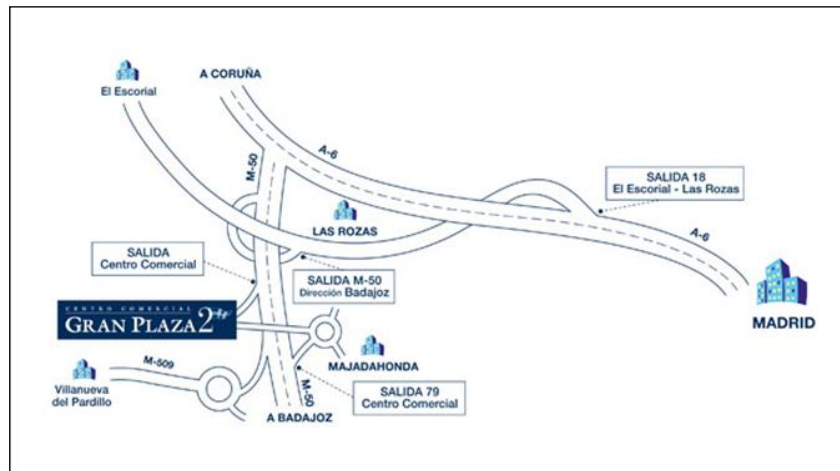 El Escorial
A CORUÑA
M-50
A-6
SALIDA 18
El Escorial - Las Rozas
LAS ROZAS
A-6
SALIDA
Centro Comercial
SALIDA M-50
Dirección Badajoz
MADRID
CENTRO COMERCIAL
GRAN PLAZA 2
M-509
MAJADAHONDA
Villanueva
del Pardillo
M-50
SALIDA 79
Centro Comercial
A BADAJOZ